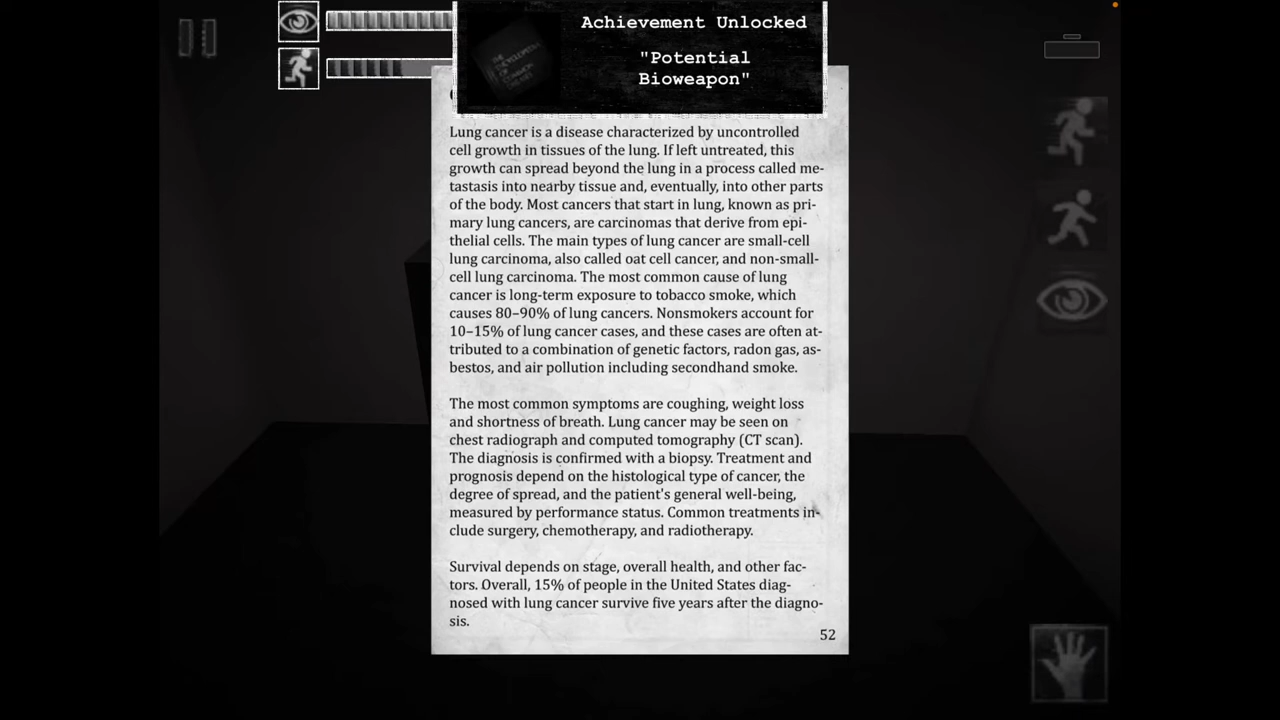 Achievement Unlocked
"Potential
Bioweapon"
Lung cancer is a disease characterized by uncontrolled
cell growth in tissues of the lung. If left untreated, this
growth can spread beyond the lung in a process called me-
tastasis into nearby tissue and, eventually, into other parts
of the body. Most cancers that start in lung, known as pri-
mary lung cancers, are carcinomas that derive from epi-
thelial cells. The main types of lung cancer are small-cell
lung carcinoma, also called oat cell cancer, and non-small-
cell lung carcinoma. The most common cause of lung
cancer is long-term exposure to tobacco smoke, which
causes 80–90% of lung cancers. Nonsmokers account for
10–15% of lung cancer cases, and these cases are often at-
tributed to a combination of genetic factors, radon gas, as-
bestos, and air pollution including secondhand smoke.
The most common symptoms are coughing, weight loss
and shortness of breath. Lung cancer may be seen on
chest radiograph and computed tomography (CT scan).
The diagnosis is confirmed with a biopsy. Treatment and
prognosis depend on the histological type of cancer, the
degree of spread, and the patient's general well-being,
measured by performance status. Common treatments in-
clude surgery, chemotherapy, and radiotherapy.
Survival depends on stage, overall health, and other fac-
tors. Overall, 15% of people in the United States diag-
nosed with lung cancer survive five years after the diagno-
sis.
52